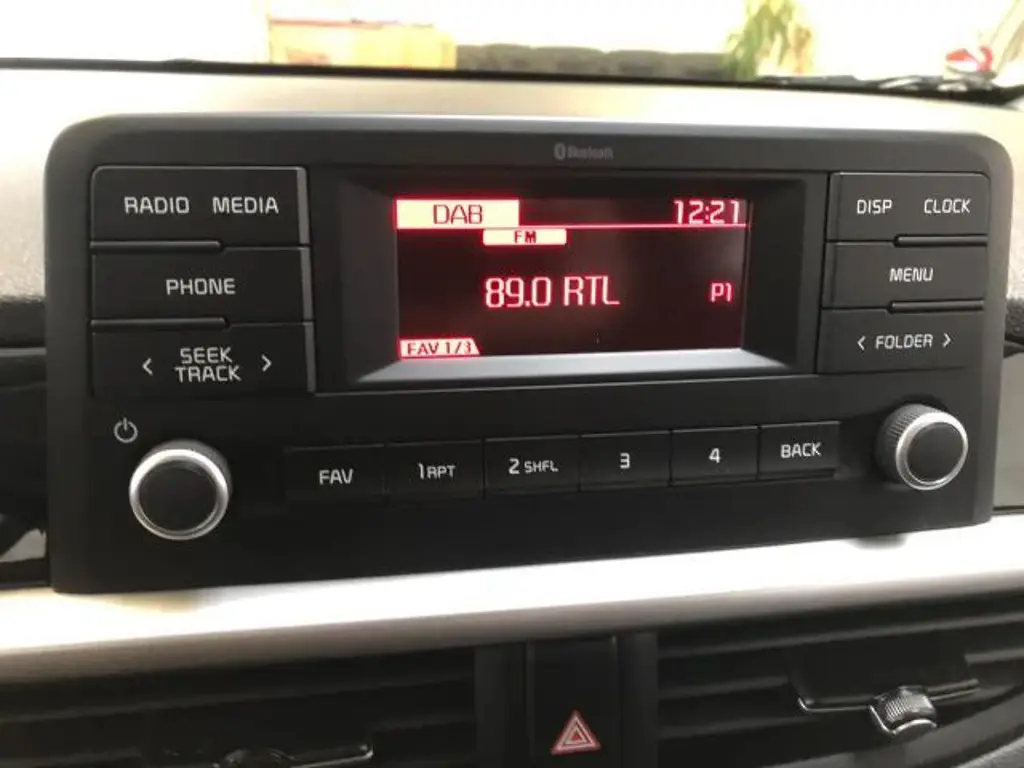 Bluetooth
RADIO MEDIA
PHONE
< SEEK >
TRACK
DAB 12:21
FM
89.0 RTL P1
FAV 1/3
DISP CLOCK
MENU
< FOLDER >
FAV 1 RPT 2 SHFL 3 4 BACK